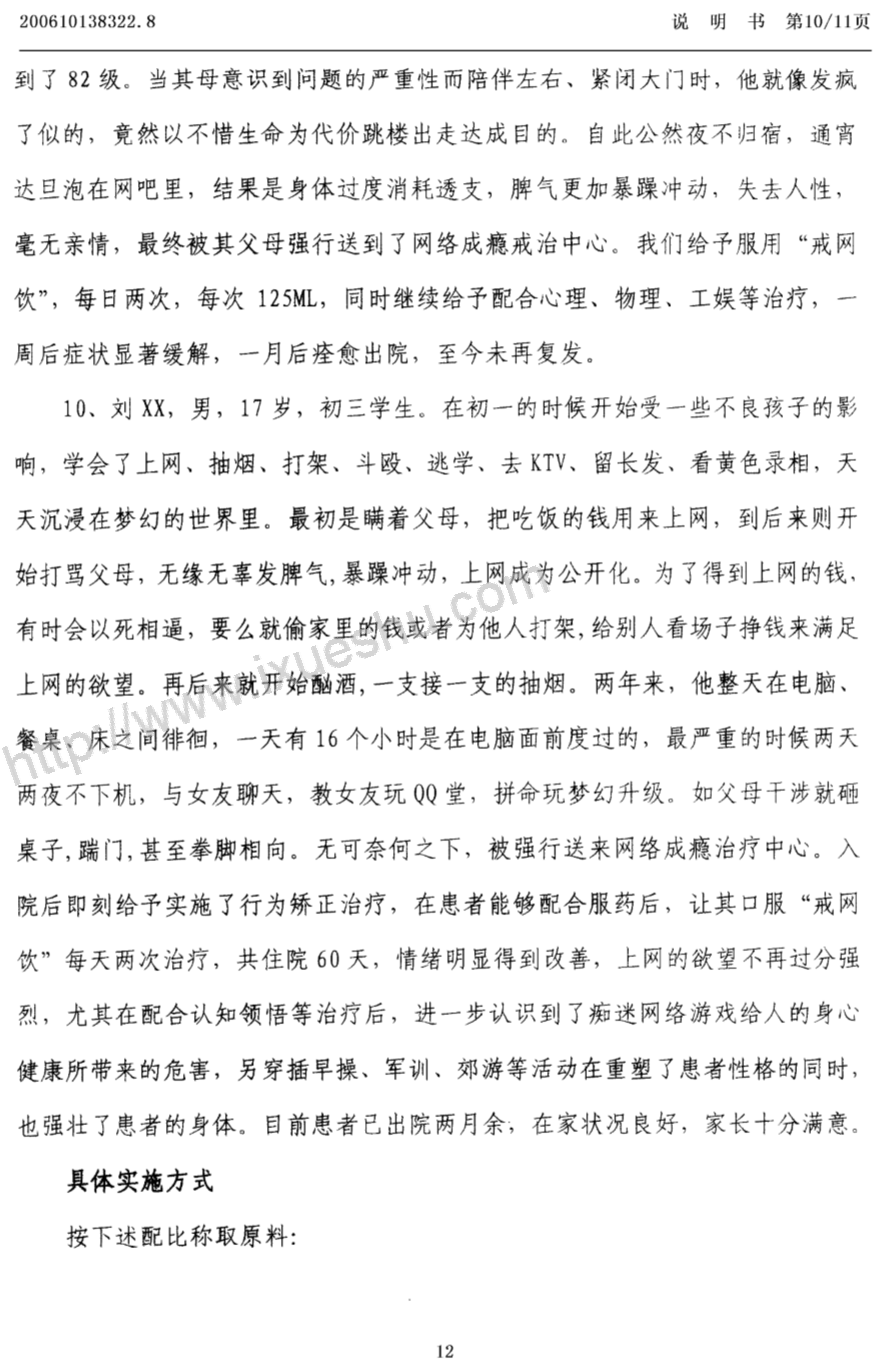 200610138322.8 说 明 书 第10/11页
到了 82 级。当其母意识到问题的严重性而陪伴左右、紧闭大门时，他就像发疯
了似的，竟然以不惜生命为代价跳楼出走达成目的。自此公然夜不归宿，通宵
达旦泡在网吧里，结果是身体过度消耗透支，脾气更加暴躁冲动，失去人性，
毫无亲情，最终被其父母强行送到了网络成瘾戒治中心。我们给予服用“戒网
饮”，每日两次，每次 125ML，同时继续给予配合心理、物理、工娱等治疗，一
周后症状显著缓解，一月后痊愈出院，至今未再复发。
10、刘 XX，男，17 岁，初三学生。在初一的时候开始受一些不良孩子的影
响，学会了上网、抽烟、打架、斗殴、逃学、去 KTV、留长发、看黄色录相，天
天沉浸在梦幻的世界里。最初是瞒着父母，把吃饭的钱用来上网，到后来则开
始打骂父母，无缘无辜发脾气，暴躁冲动，上网成为公开化。为了得到上网的钱，
有时会以死相逼，要么就偷家里的钱或者为他人打架，给别人看场子挣钱来满足
上网的欲望。再后来就开始酗酒，一支接一支的抽烟。两年来，他整天在电脑、
餐桌、床之间徘徊，一天有 16 个小时是在电脑面前度过的，最严重的时候两天
两夜不下机，与女友聊天，教女友玩 QQ 堂，拼命玩梦幻升级。如父母干涉就砸
桌子，踹门，甚至拳脚相向。无可奈何之下，被强行送来网络成瘾治疗中心。入
院后即刻给予实施了行为矫正治疗，在患者能够配合服药后，让其口服“戒网
饮”每天两次治疗，共住院 60 天，情绪明显得到改善，上网的欲望不再过分强
烈，尤其在配合认知领悟等治疗后，进一步认识到了痴迷网络游戏给人的身心
健康所带来的危害，另穿插早操、军训、郊游等活动在重塑了患者性格的同时，
也强壮了患者的身体。目前患者已出院两月余，在家状况良好，家长十分满意。
具体实施方式
按下述配比称取原料：
http://www.ixueshu.com
12